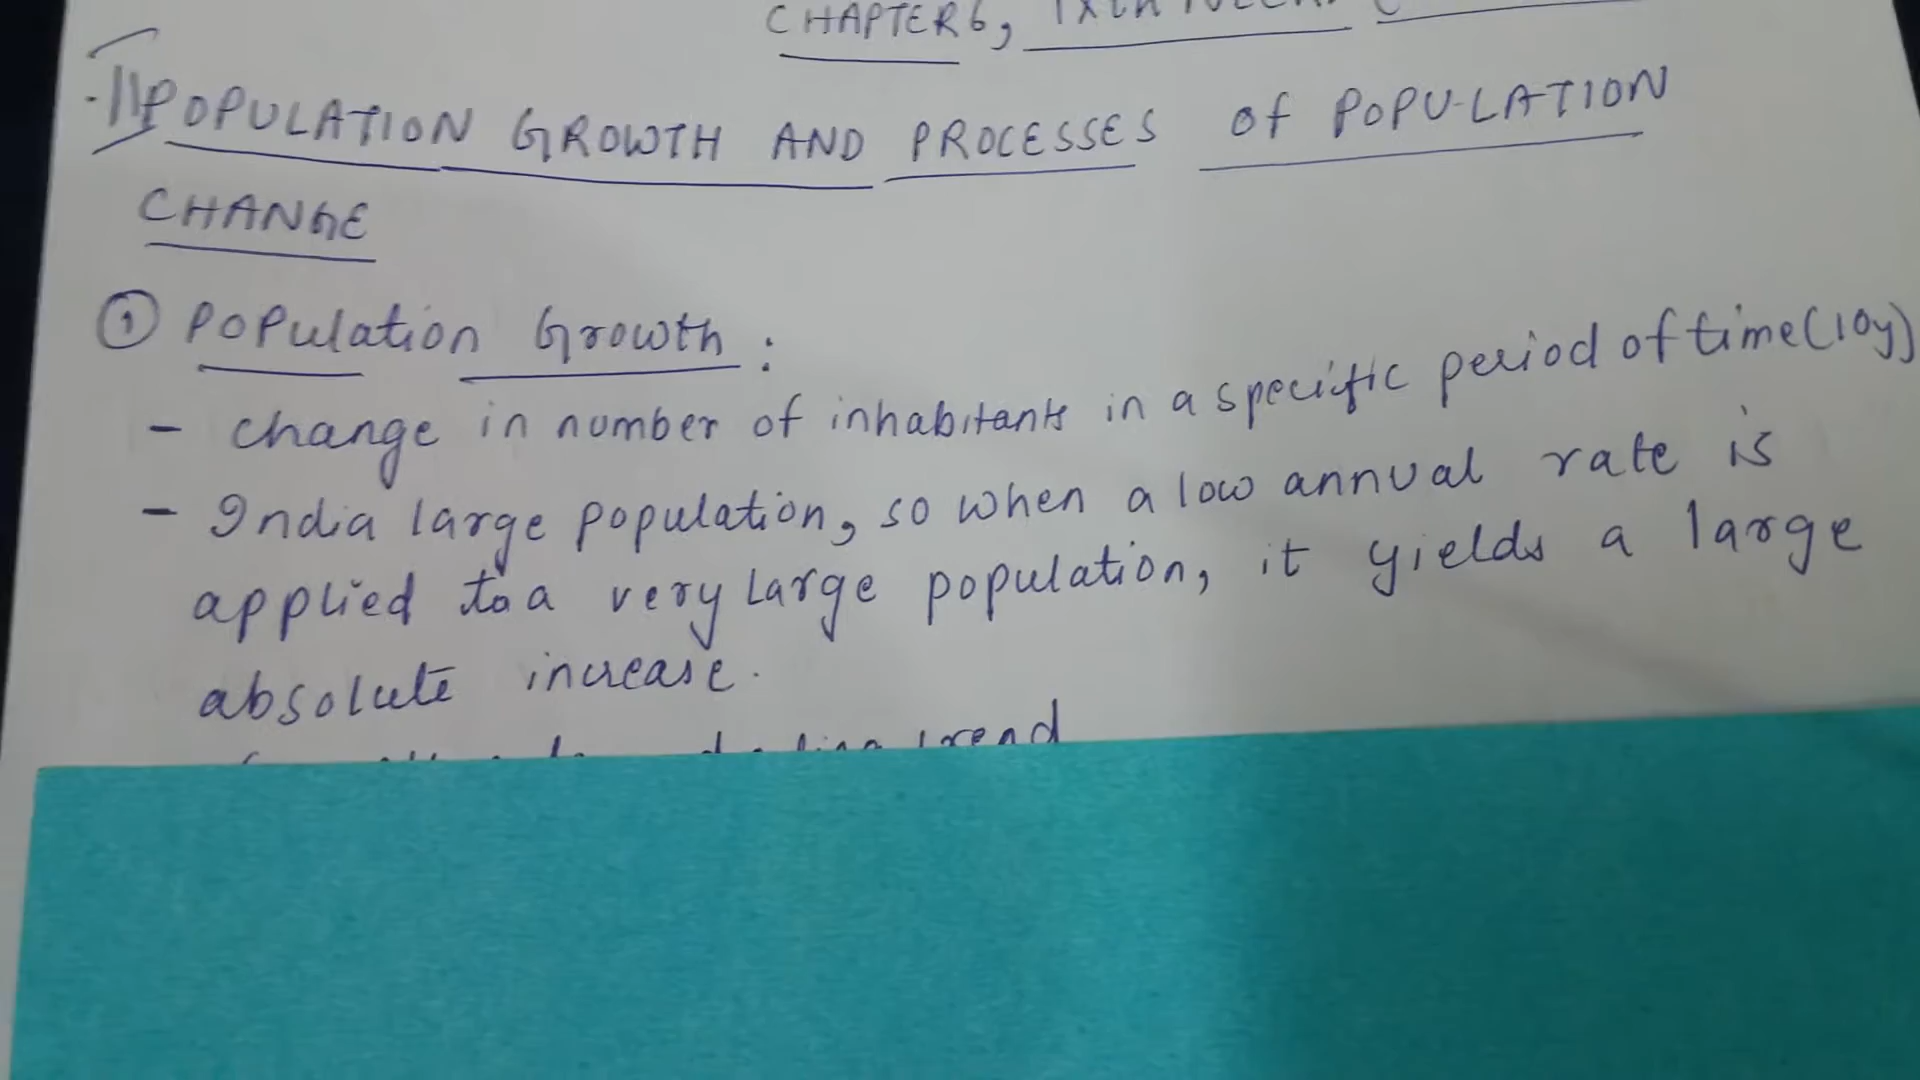 CHAPTER 6, IXth
POPULATION GROWTH AND PROCESSES of POPULATION
CHANGE
① Population Growth :
- change in number of inhabitants in a specific period of time (10y)
- India large population, so when a low annual rate is
applied to a very large population, it yields a large
absolute increase.
trend